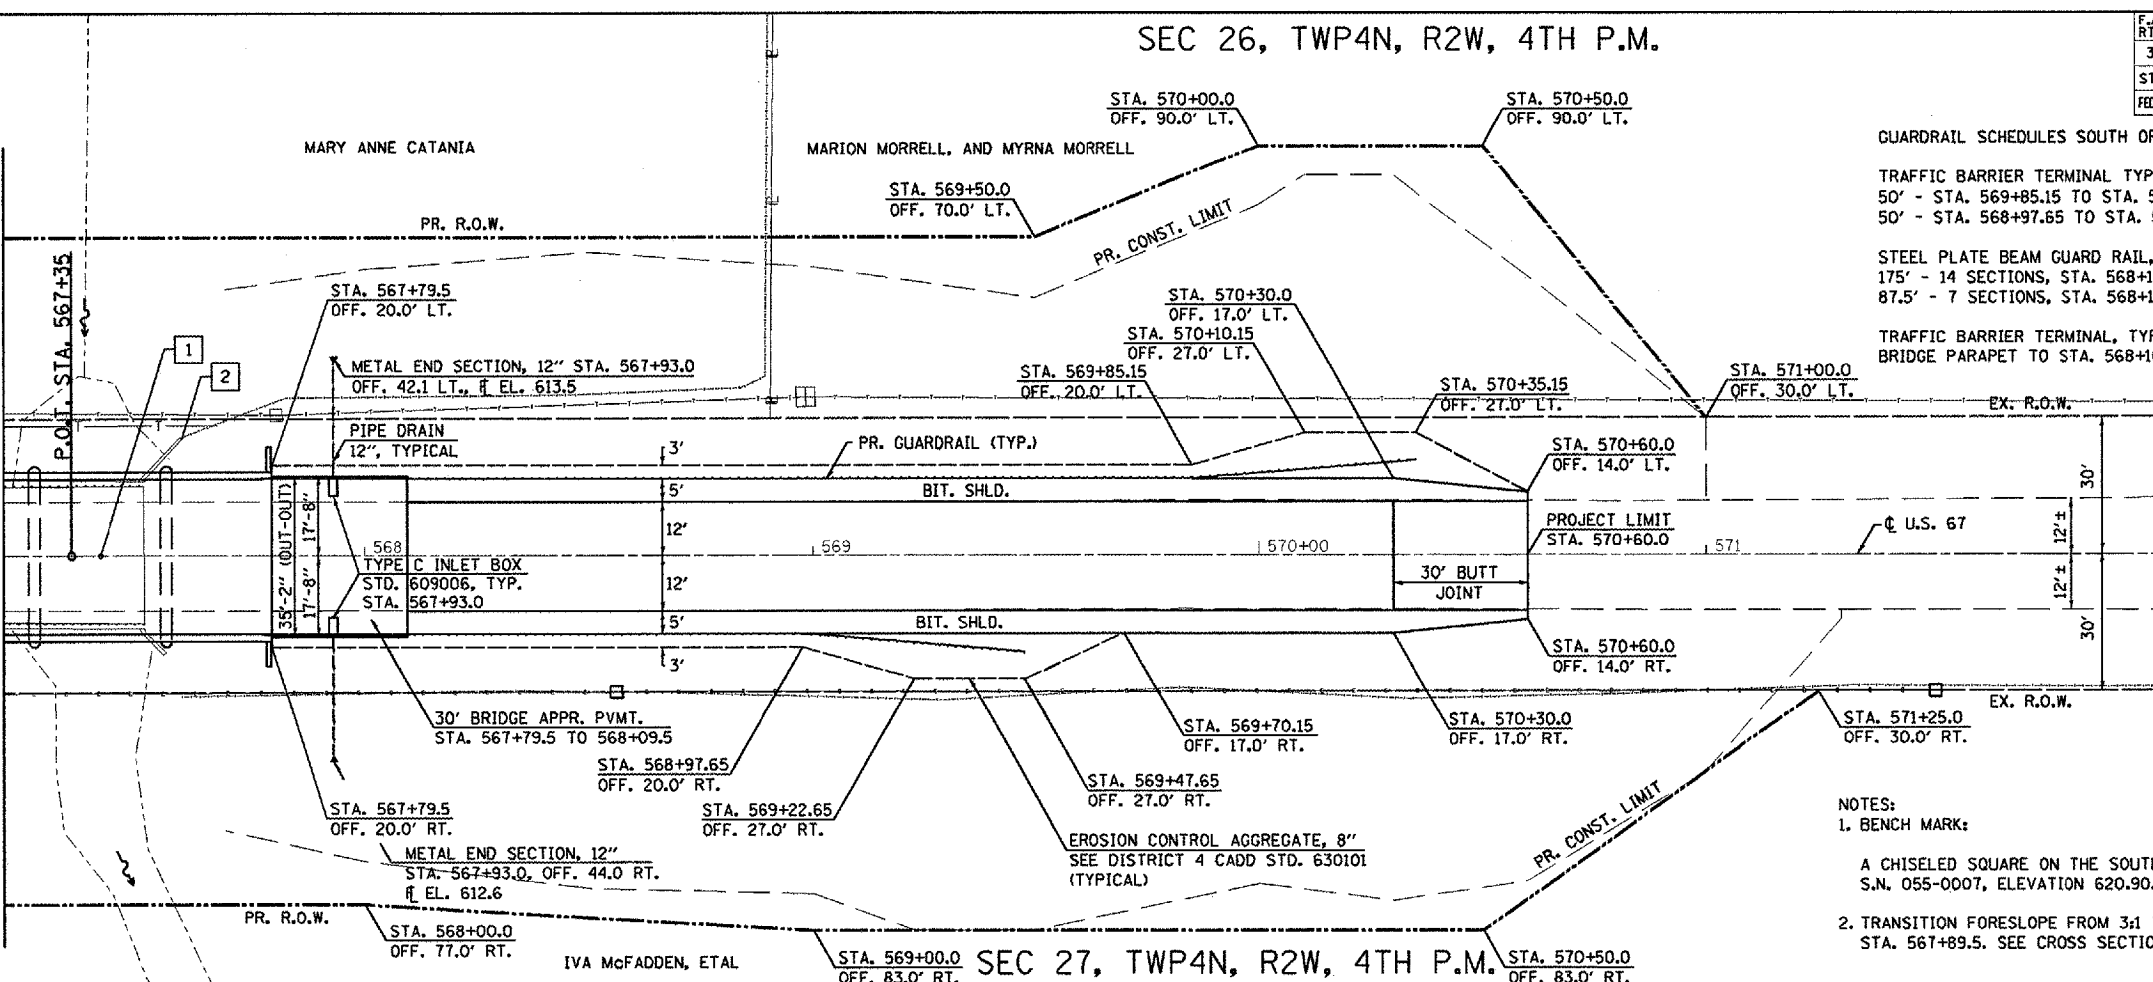 SEC 26, TWP4N, R2W, 4TH P.M.
STA. 570+00.0
OFF. 90.0' LT.
STA. 570+50.0
OFF. 90.0' LT.
MARY ANNE CATANIA
MARION MORRELL, AND MYRNA MORRELL
GUARDRAIL SCHEDULES SOUTH OF
TRAFFIC BARRIER TERMINAL TYP
50' - STA. 569+85.15 TO STA. 5
50' - STA. 568+97.65 TO STA.
STEEL PLATE BEAM GUARD RAIL,
175' - 14 SECTIONS, STA. 568+1
87.5' - 7 SECTIONS, STA. 568+1
TRAFFIC BARRIER TERMINAL, TYP
BRIDGE PARAPET TO STA. 568+1
STA. 569+50.0
OFF. 70.0' LT.
PR. R.O.W.
PR. CONST. LIMIT
P.O.T. STA. 567+35
STA. 567+79.5
OFF. 20.0' LT.
STA. 570+30.0
OFF. 17.0' LT.
STA. 570+10.15
OFF. 27.0' LT.
1
2
METAL END SECTION, 12" STA. 567+93.0
OFF. 42.1 LT., FL EL. 613.5
STA. 569+85.15
OFF. 20.0' LT.
STA. 570+35.15
OFF. 27.0' LT.
STA. 571+00.0
OFF. 30.0' LT.
EX. R.O.W.
PIPE DRAIN
12", TYPICAL
3'
PR. GUARDRAIL (TYP.)
STA. 570+60.0
OFF. 14.0' LT.
5'
BIT. SHLD.
30'
35'-2" (OUT-OUT)
17'-8"
17'-8"
12'
PROJECT LIMIT
STA. 570+60.0
℄ U.S. 67
12'±
568
569
570+00
571
TYPE C INLET BOX
STD. 609006, TYP.
STA. 567+93.0
12'
30' BUTT
JOINT
12'±
5'
BIT. SHLD.
30'
3'
STA. 570+60.0
OFF. 14.0' RT.
EX. R.O.W.
30' BRIDGE APPR. PVMT.
STA. 567+79.5 TO 568+09.5
STA. 569+70.15
OFF. 17.0' RT.
STA. 570+30.0
OFF. 17.0' RT.
STA. 571+25.0
OFF. 30.0' RT.
STA. 568+97.65
OFF. 20.0' RT.
STA. 569+47.65
OFF. 27.0' RT.
STA. 567+79.5
OFF. 20.0' RT.
STA. 569+22.65
OFF. 27.0' RT.
PR. CONST. LIMIT
METAL END SECTION, 12"
STA. 567+93.0, OFF. 44.0 RT.
FL EL. 612.6
EROSION CONTROL AGGREGATE, 8"
SEE DISTRICT 4 CADD STD. 630101
(TYPICAL)
NOTES:
1. BENCH MARK:
A CHISELED SQUARE ON THE SOUTH
S.N. 055-0007, ELEVATION 620.90.
2. TRANSITION FORESLOPE FROM 3:1
STA. 567+89.5. SEE CROSS SECTIO
PR. R.O.W.
STA. 568+00.0
OFF. 77.0' RT.
IVA McFADDEN, ETAL
STA. 569+00.0
OFF. 83.0' RT.
SEC 27, TWP4N, R2W, 4TH P.M.
STA. 570+50.0
OFF. 83.0' RT.